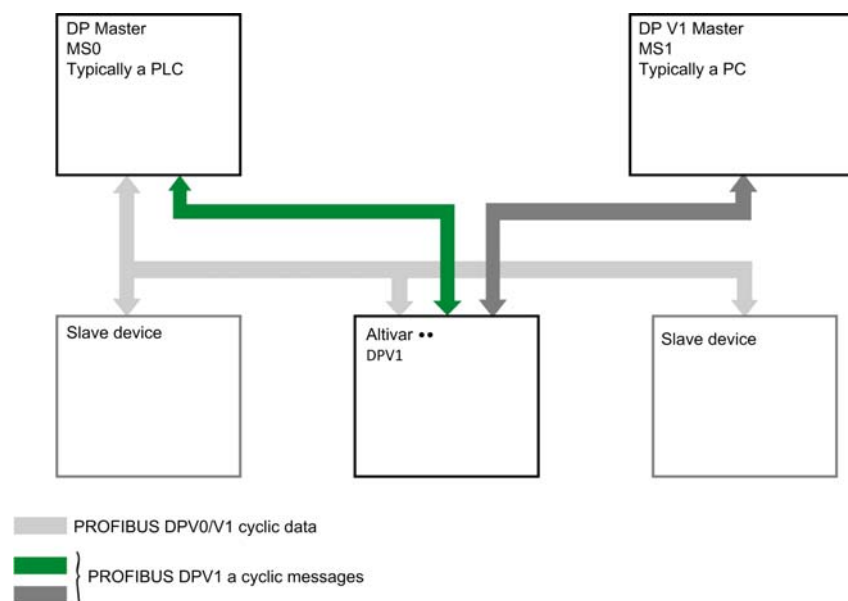 DP Master
MS0
Typically a PLC
DP V1 Master
MS1
Typically a PC
Slave device
Altivar ••
DPV1
Slave device
PROFIBUS DPV0/V1 cyclic data
PROFIBUS DPV1 a cyclic messages